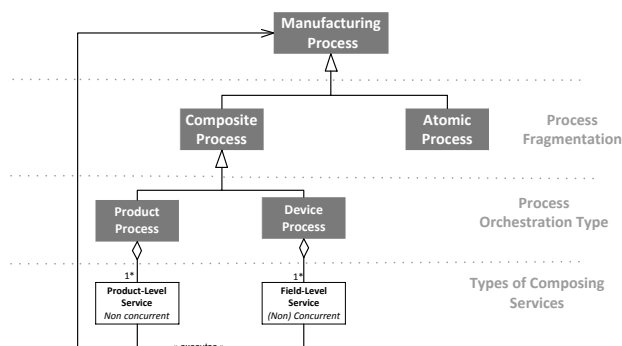 Manufacturing
Process
Composite
Process
Atomic
Process
Process
Fragmentation
Product
Process
Device
Process
Process
Orchestration Type
1*
1*
Product-Level
Service
Non concurrent
Field-Level
Service
(Non) Concurrent
Types of Composing
Services